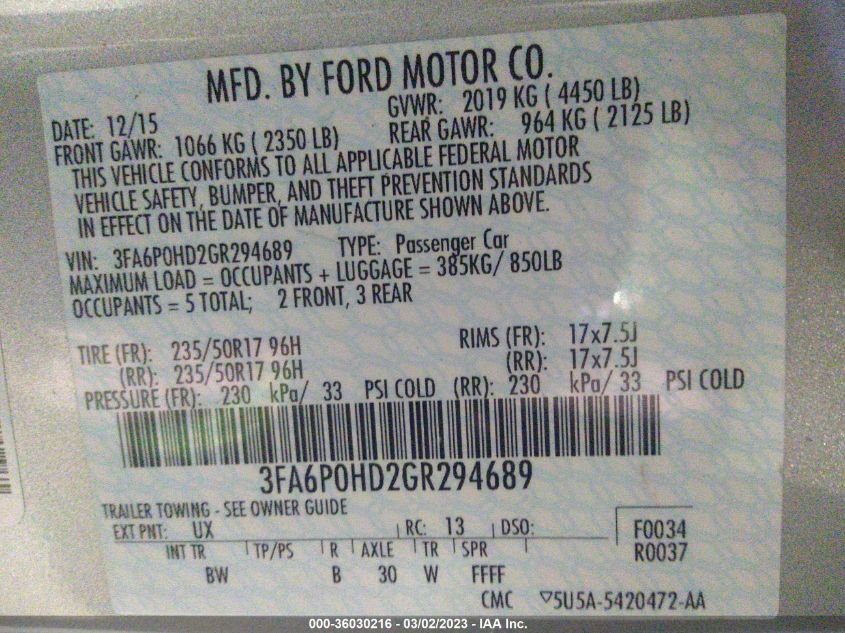 MFD. BY FORD MOTOR CO.
DATE: 12/15 GVWR: 2019 KG ( 4450 LB)
FRONT GAWR: 1066 KG ( 2350 LB) REAR GAWR: 964 KG ( 2125 LB)
THIS VEHICLE CONFORMS TO ALL APPLICABLE FEDERAL MOTOR
VEHICLE SAFETY, BUMPER, AND THEFT PREVENTION STANDARDS
IN EFFECT ON THE DATE OF MANUFACTURE SHOWN ABOVE.
VIN: 3FA6P0HD2GR294689 TYPE: Passenger Car
MAXIMUM LOAD = OCCUPANTS + LUGGAGE = 385KG/ 850LB
OCCUPANTS = 5 TOTAL; 2 FRONT, 3 REAR
TIRE (FR): 235/50R17 96H RIMS (FR): 17x7.5J
(RR): 235/50R17 96H (RR): 17x7.5J
PRESSURE (FR): 230 kPa/ 33 PSI COLD (RR): 230 kPa/ 33 PSI COLD
3FA6P0HD2GR294689
TRAILER TOWING - SEE OWNER GUIDE
EXT PNT: UX RC: 13 DSO: F0034
INT TR TP/PS R AXLE TR SPR R0037
BW B 30 W FFFF
CMC ▽5U5A-5420472-AA
000-36030216 - 03/02/2023 - IAA Inc.